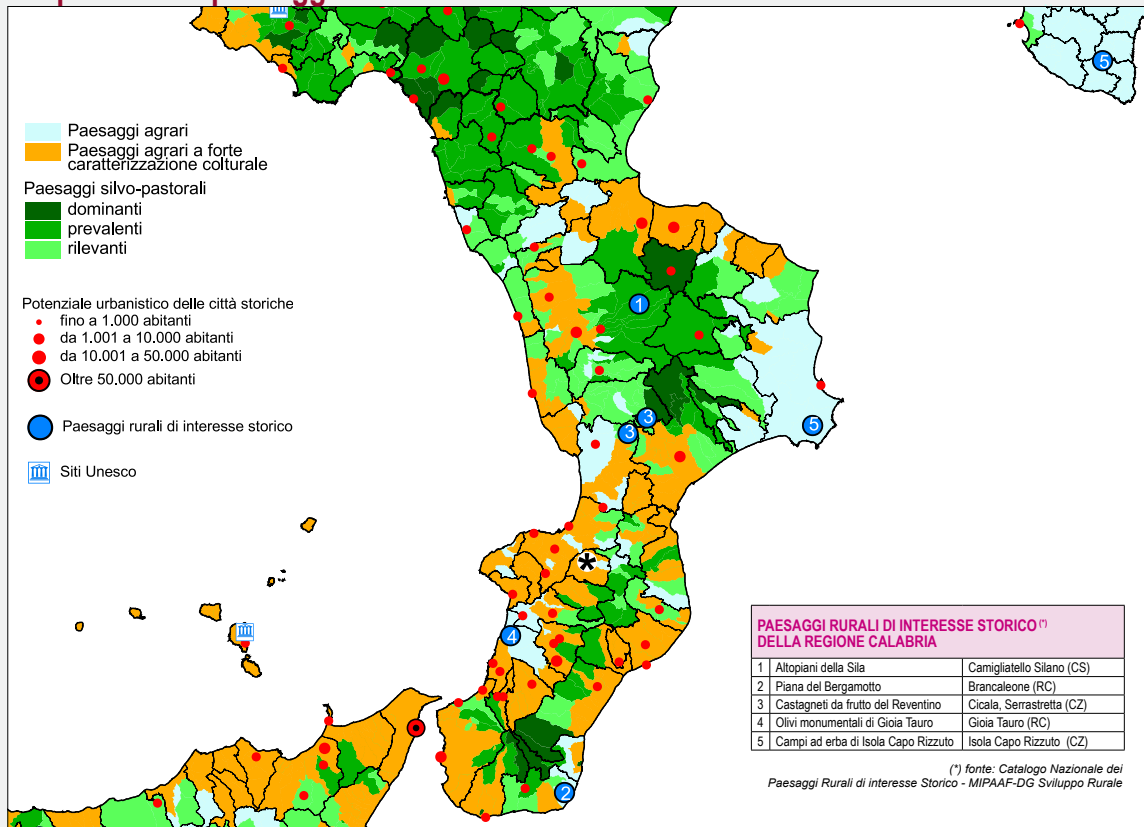 Paesaggi agrari
Paesaggi agrari a forte
caratterizzazione colturale
Paesaggi silvo-pastorali
dominanti
prevalenti
rilevanti
Potenziale urbanistico delle città storiche
fino a 1.000 abitanti
da 1.001 a 10.000 abitanti
da 10.001 a 50.000 abitanti
Oltre 50.000 abitanti
Paesaggi rurali di interesse storico
Siti Unesco
5
1
3
3
5
*
4
2
PAESAGGI RURALI DI INTERESSE STORICO (*)
DELLA REGIONE CALABRIA
1 Altopiani della Sila Camigliatello Silano (CS)
2 Piana del Bergamotto Brancaleone (RC)
3 Castagneti da frutto del Reventino Cicala, Serrastretta (CZ)
4 Olivi monumentali di Gioia Tauro Gioia Tauro (RC)
5 Campi ad erba di Isola Capo Rizzuto Isola Capo Rizzuto (CZ)
(*) fonte: Catalogo Nazionale dei
Paesaggi Rurali di interesse Storico - MIPAAF-DG Sviluppo Rurale